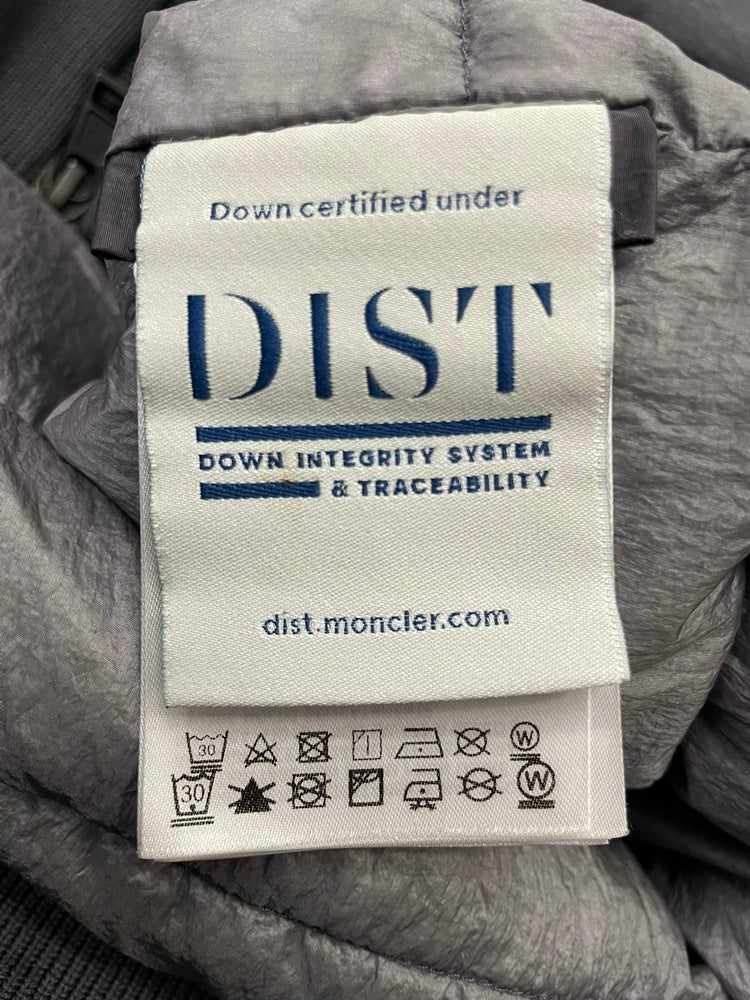 Down certified under
DIST
DOWN INTEGRITY SYSTEM
& TRACEABILITY
dist.moncler.com
30 W
30 W